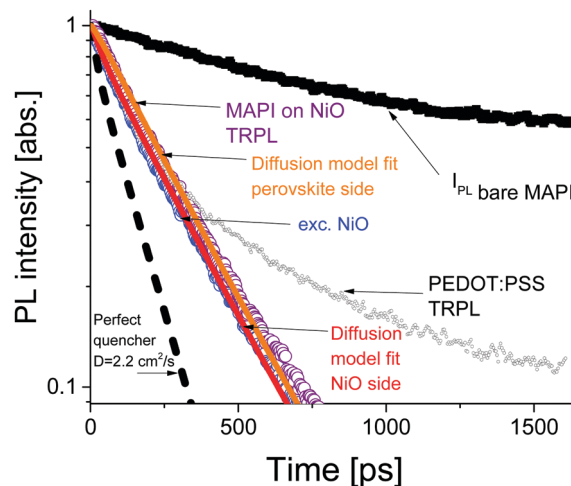 1
MAPI on NiO
TRPL
Diffusion model fit
perovskite side
I_PL bare MAPI
exc. NiO
PEDOT:PSS
TRPL
Perfect
quencher
D=2.2 cm²/s
Diffusion
model fit
NiO side
0.1
PL intensity [abs.]
0
500
1000
1500
Time [ps]